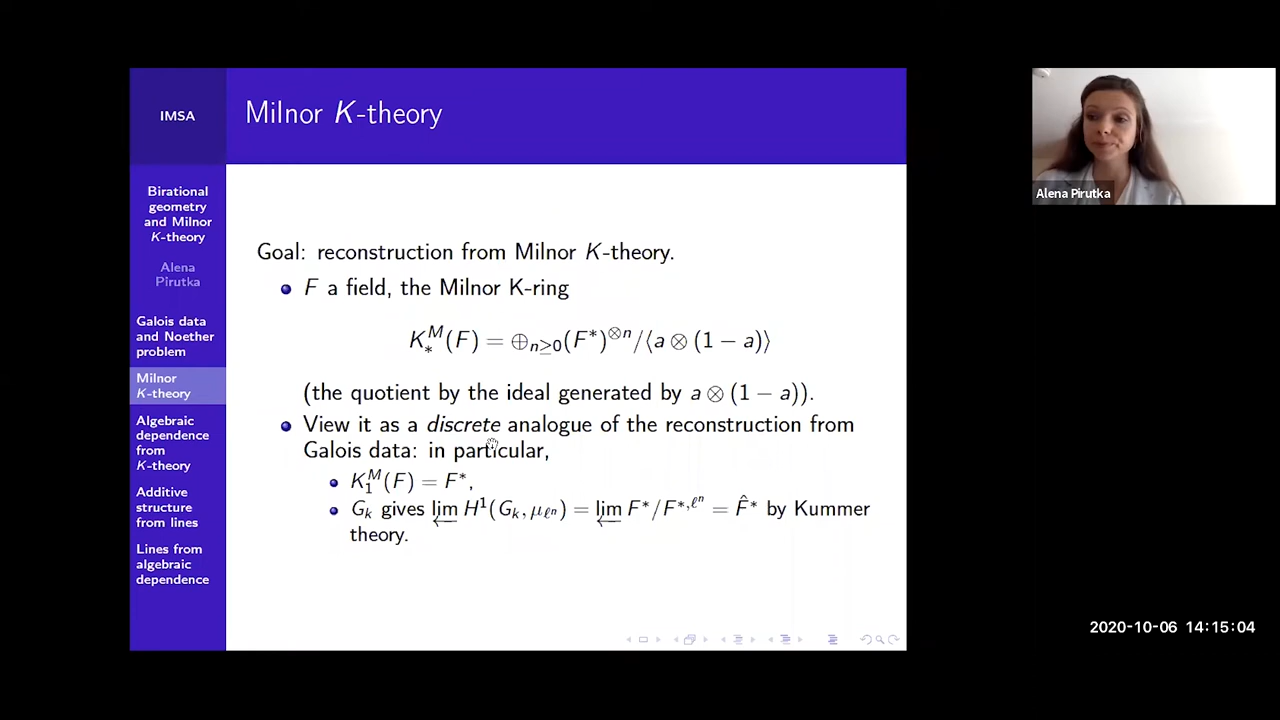 IMSA
Milnor K-theory
Birational
geometry
and Milnor
K-theory
Alena
Pirutka
Galois data
and Noether
problem
Milnor
K-theory
Algebraic
dependence
from
K-theory
Additive
structure
from lines
Lines from
algebraic
dependence
Goal: reconstruction from Milnor K-theory.
F a field, the Milnor K-ring
K_*^M(F) = ⊕_{n≥0}(F^*)^{⊗n}/⟨a ⊗ (1 − a)⟩
(the quotient by the ideal generated by a ⊗ (1 − a)).
View it as a discrete analogue of the reconstruction from
Galois data: in particular,
K_1^M(F) = F^*,
G_k gives lim← H^1(G_k, μ_{ℓ^n}) = lim← F^*/F^{*,ℓ^n} = F̂^* by Kummer
theory.
Alena Pirutka
2020-10-06 14:15:04